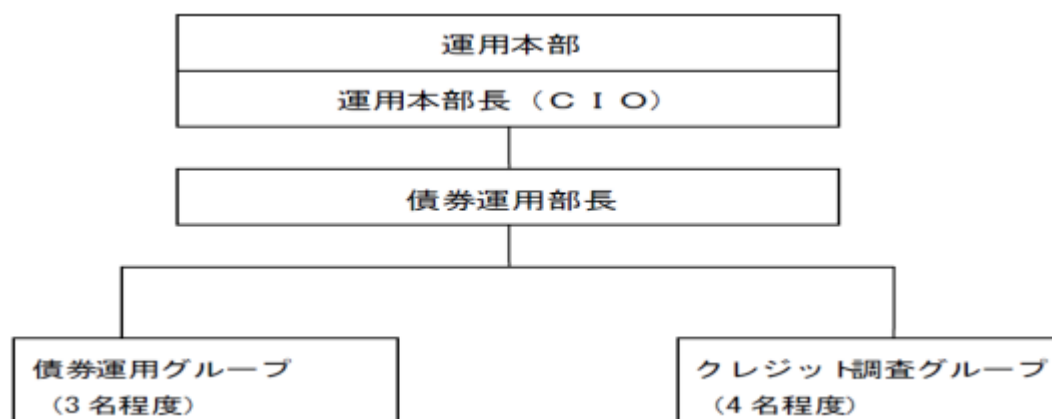 運用本部
運用本部長（ＣＩＯ）
債券運用部長
債券運用グループ
（3 名程度）
クレジット調査グループ
（4 名程度）